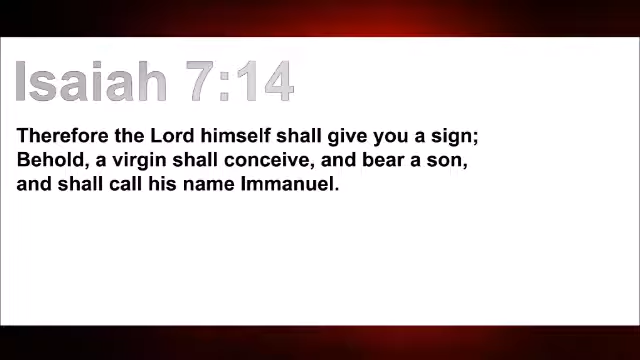 Isaiah 7:14
Therefore the Lord himself shall give you a sign;
Behold, a virgin shall conceive, and bear a son,
and shall call his name Immanuel.